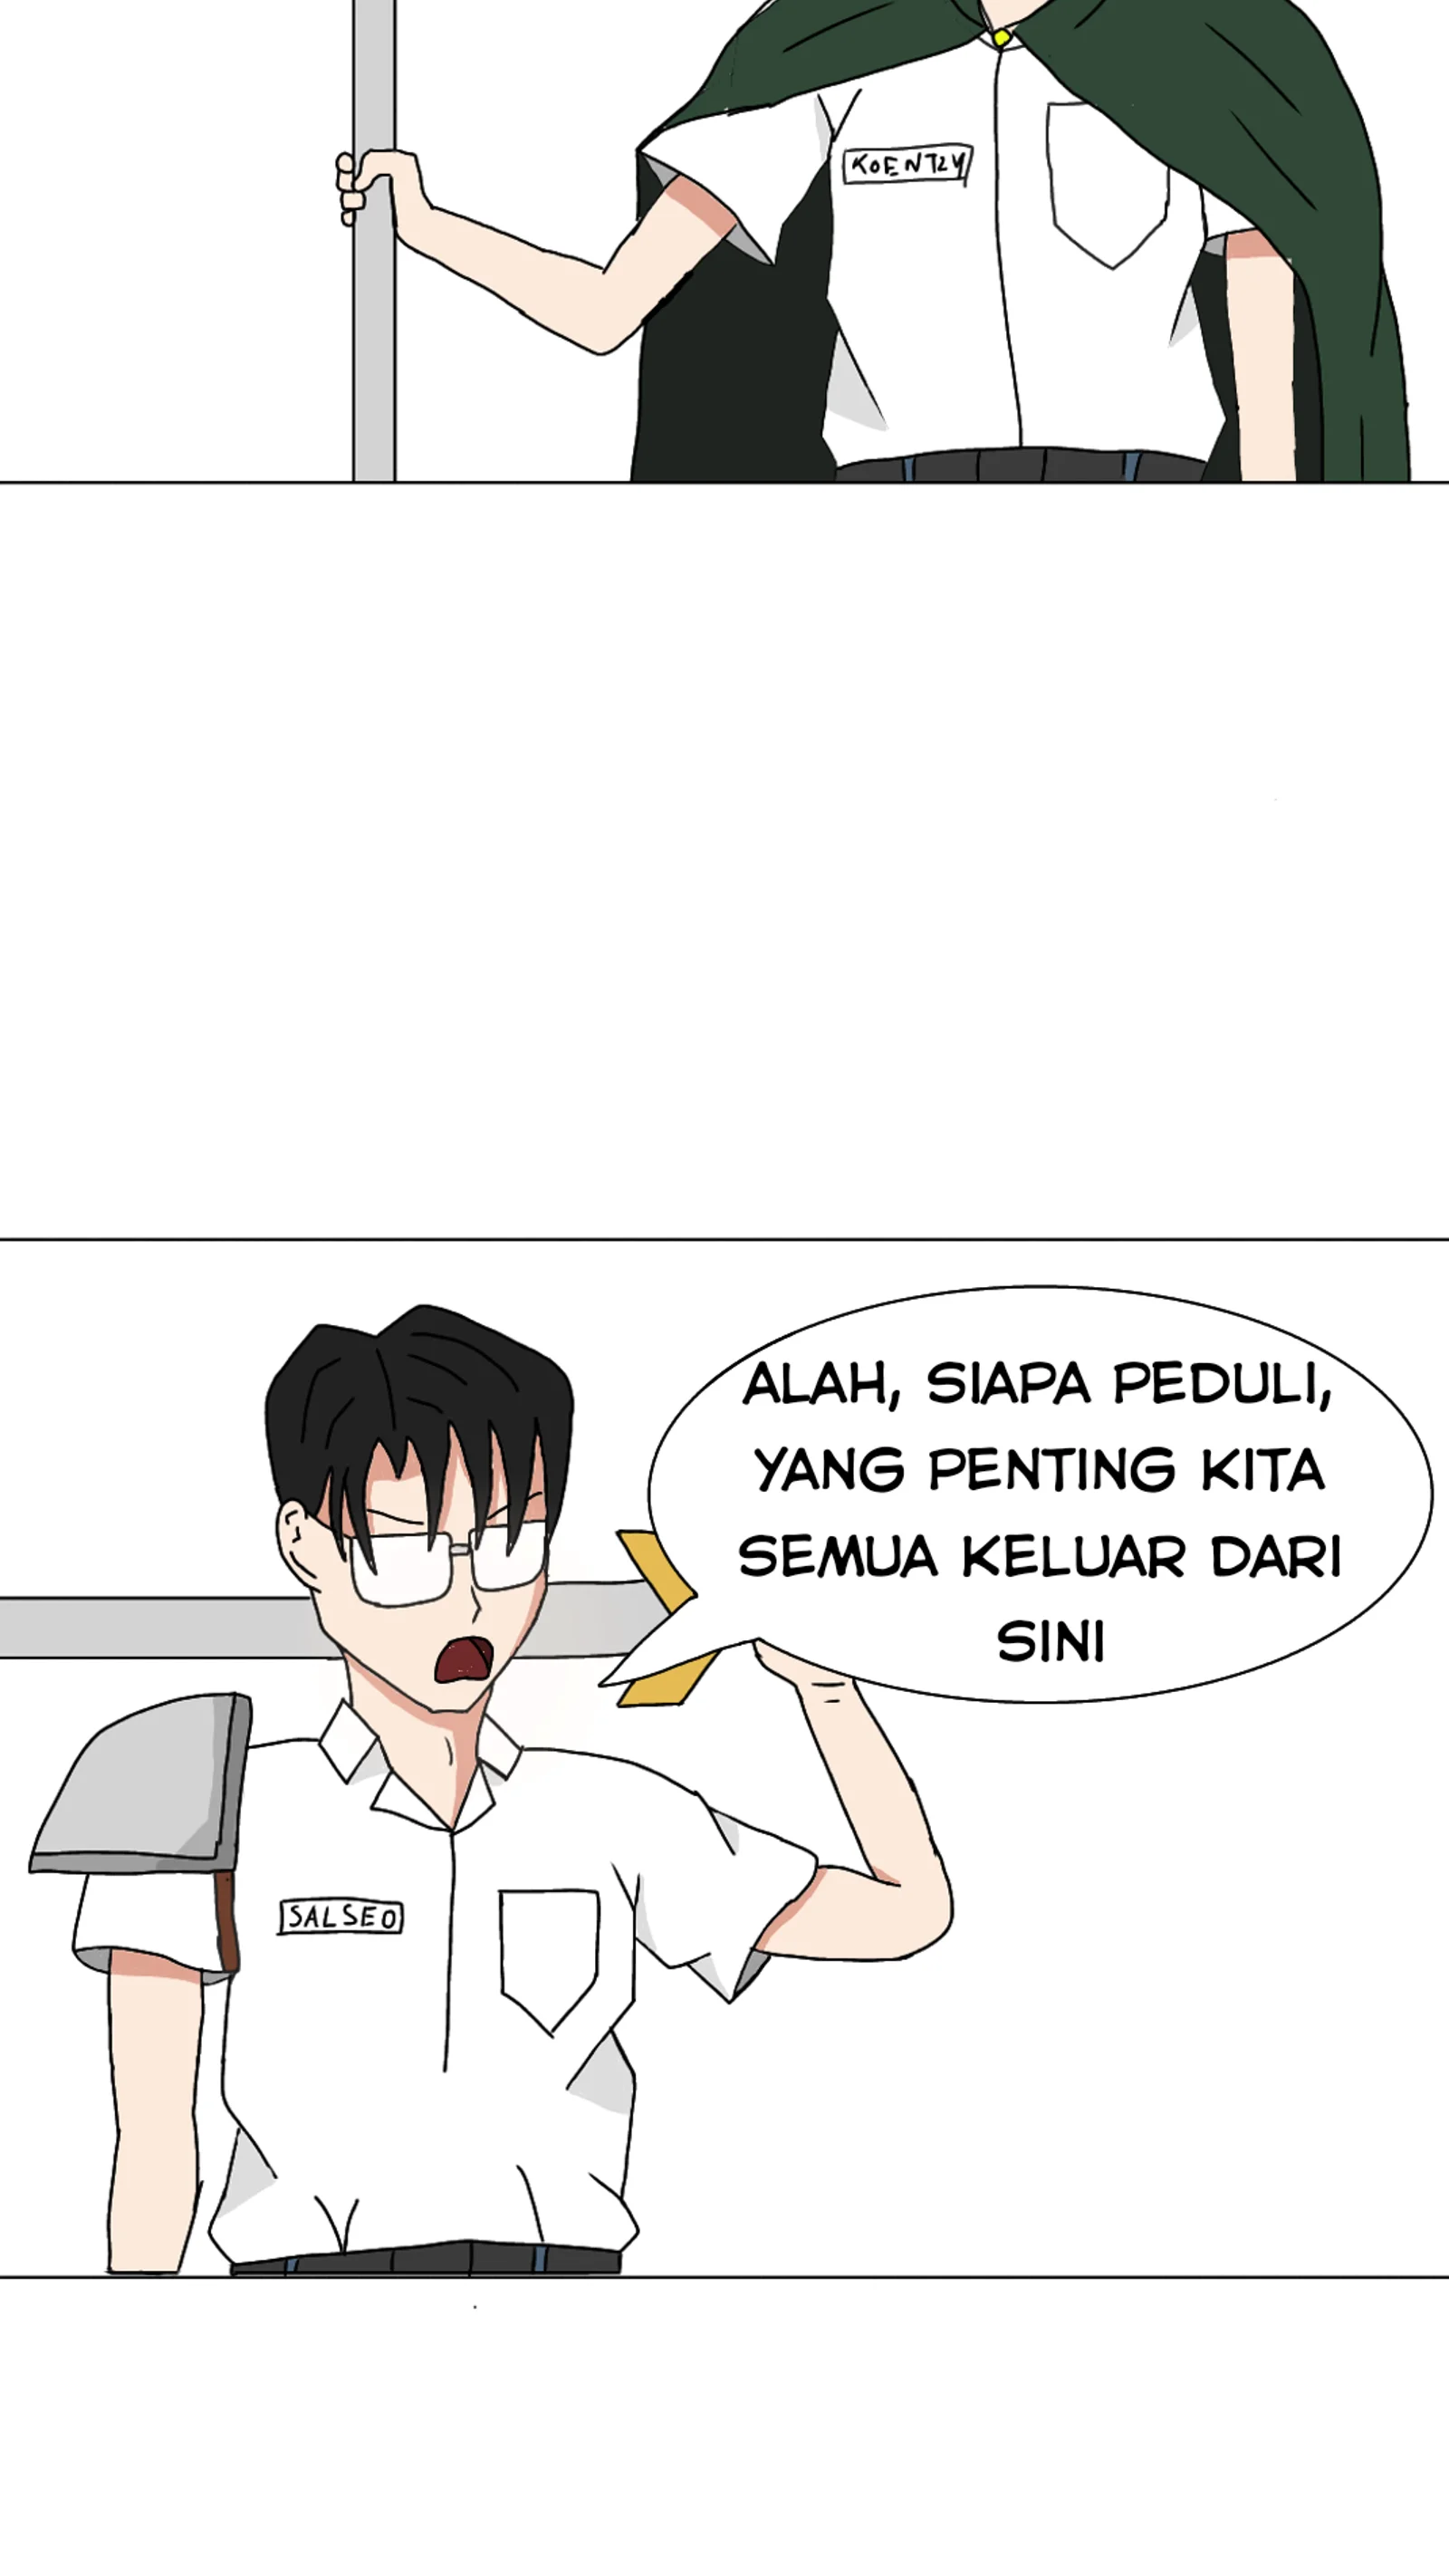 KOENTZY
ALAH, SIAPA PEDULI,
YANG PENTING KITA
SEMUA KELUAR DARI
SINI
SALSEO